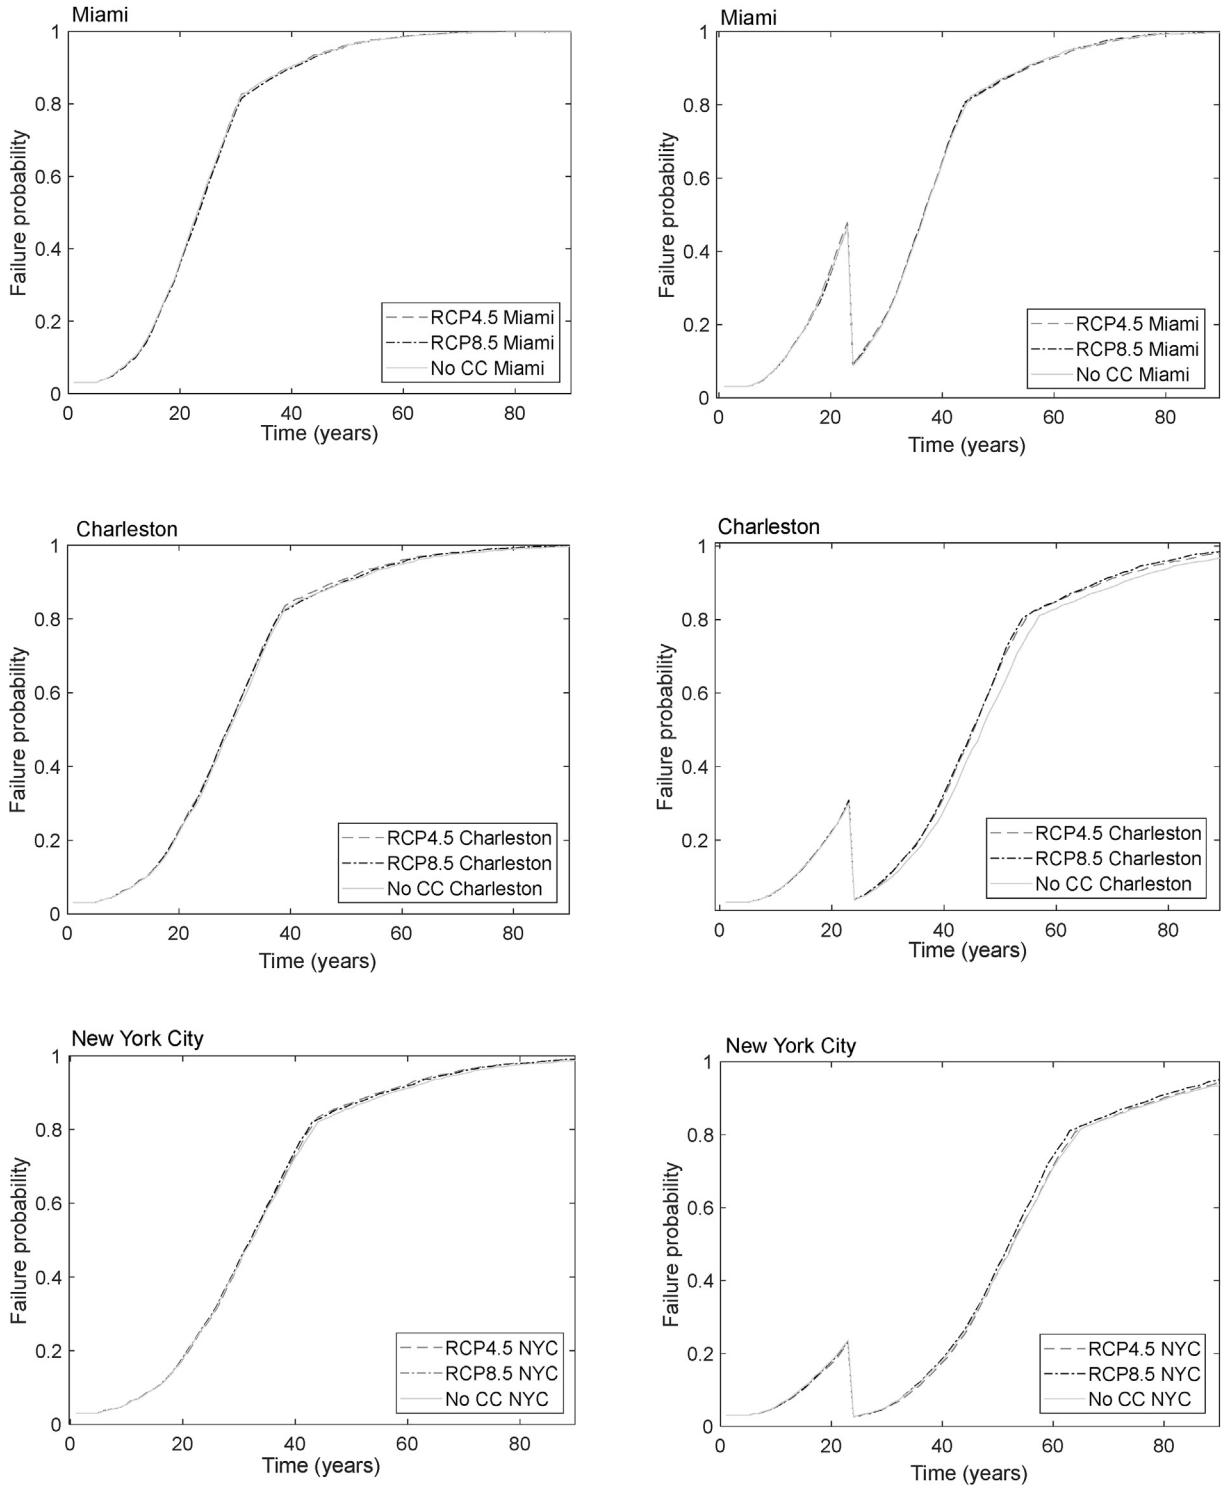 Miami
1
0.8
0.6
0.4
0.2
0
Failure probability
RCP4.5 Miami
RCP8.5 Miami
No CC Miami
0 20 40 60 80
Time (years)
Miami
1
0.8
0.6
0.4
0.2
0
Failure probability
RCP4.5 Miami
RCP8.5 Miami
No CC Miami
0 20 40 60 80
Time (years)
Charleston
1
0.8
0.6
0.4
0.2
0
Failure probability
RCP4.5 Charleston
RCP8.5 Charleston
No CC Charleston
0 20 40 60 80
Time (years)
Charleston
1
0.8
0.6
0.4
0.2
Failure probability
RCP4.5 Charleston
RCP8.5 Charleston
No CC Charleston
0 20 40 60 80
Time (years)
New York City
1
0.8
0.6
0.4
0.2
0
Failure probability
RCP4.5 NYC
RCP8.5 NYC
No CC NYC
0 20 40 60 80
Time (years)
New York City
1
0.8
0.6
0.4
0.2
0
Failure probability
RCP4.5 NYC
RCP8.5 NYC
No CC NYC
0 20 40 60 80
Time (years)